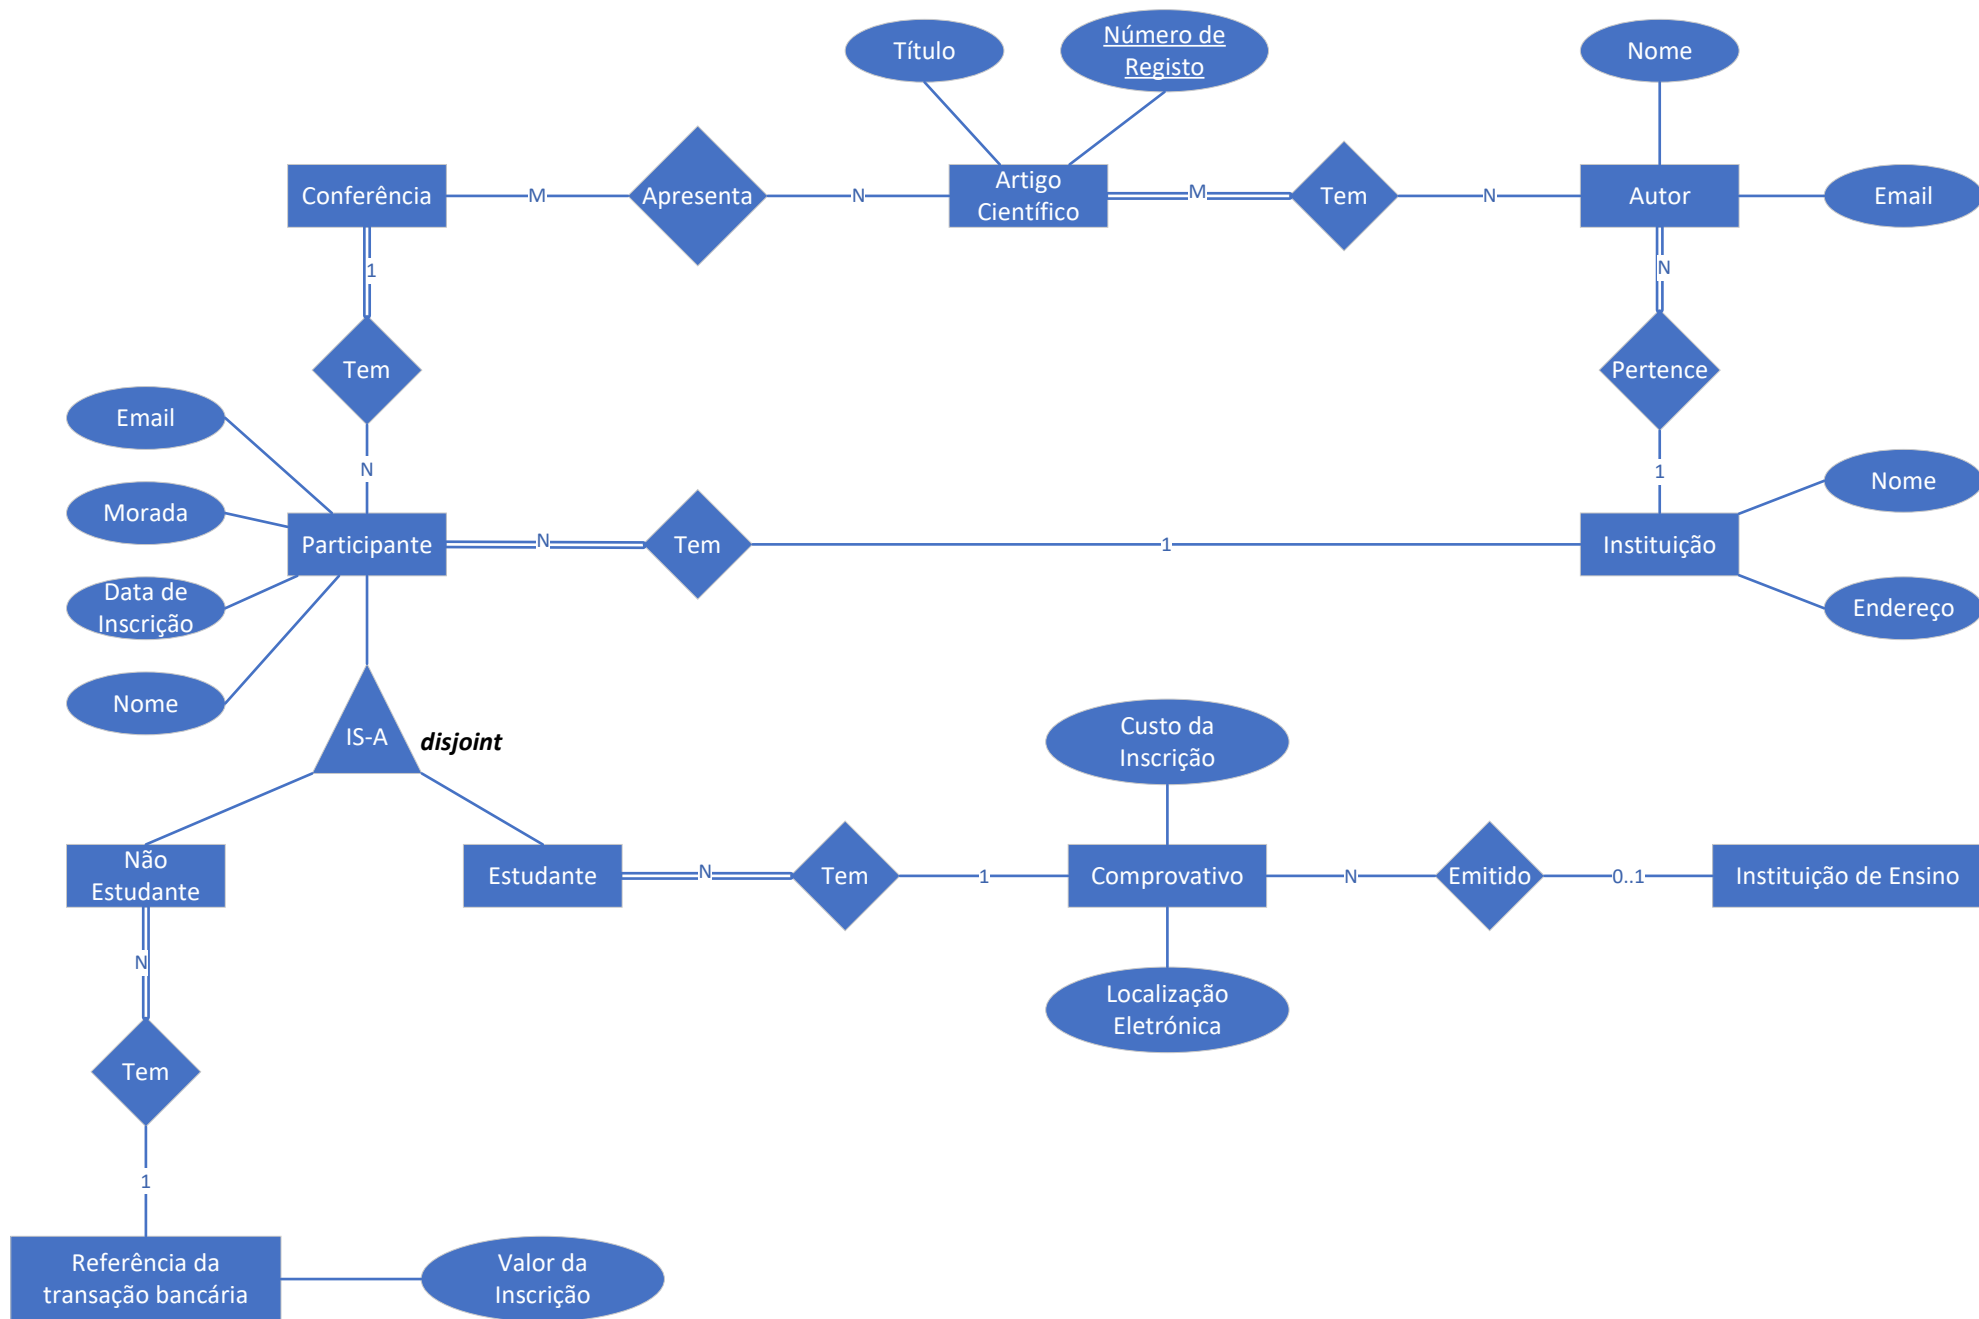 Título
Número de
Registo
Nome
Conferência
M
Apresenta
N
Artigo
Científico
M
Tem
N
Autor
Email
1
N
Tem
Pertence
Email
N
1
Nome
Morada
Participante
N
Tem
1
Instituição
Data de
Inscrição
Endereço
Nome
IS-A
disjoint
Custo da
Inscrição
Não
Estudante
Estudante
N
Tem
1
Comprovativo
N
Emitido
0..1
Instituição de Ensino
N
Localização
Eletrónica
Tem
1
Referência da
transação bancária
Valor da
Inscrição